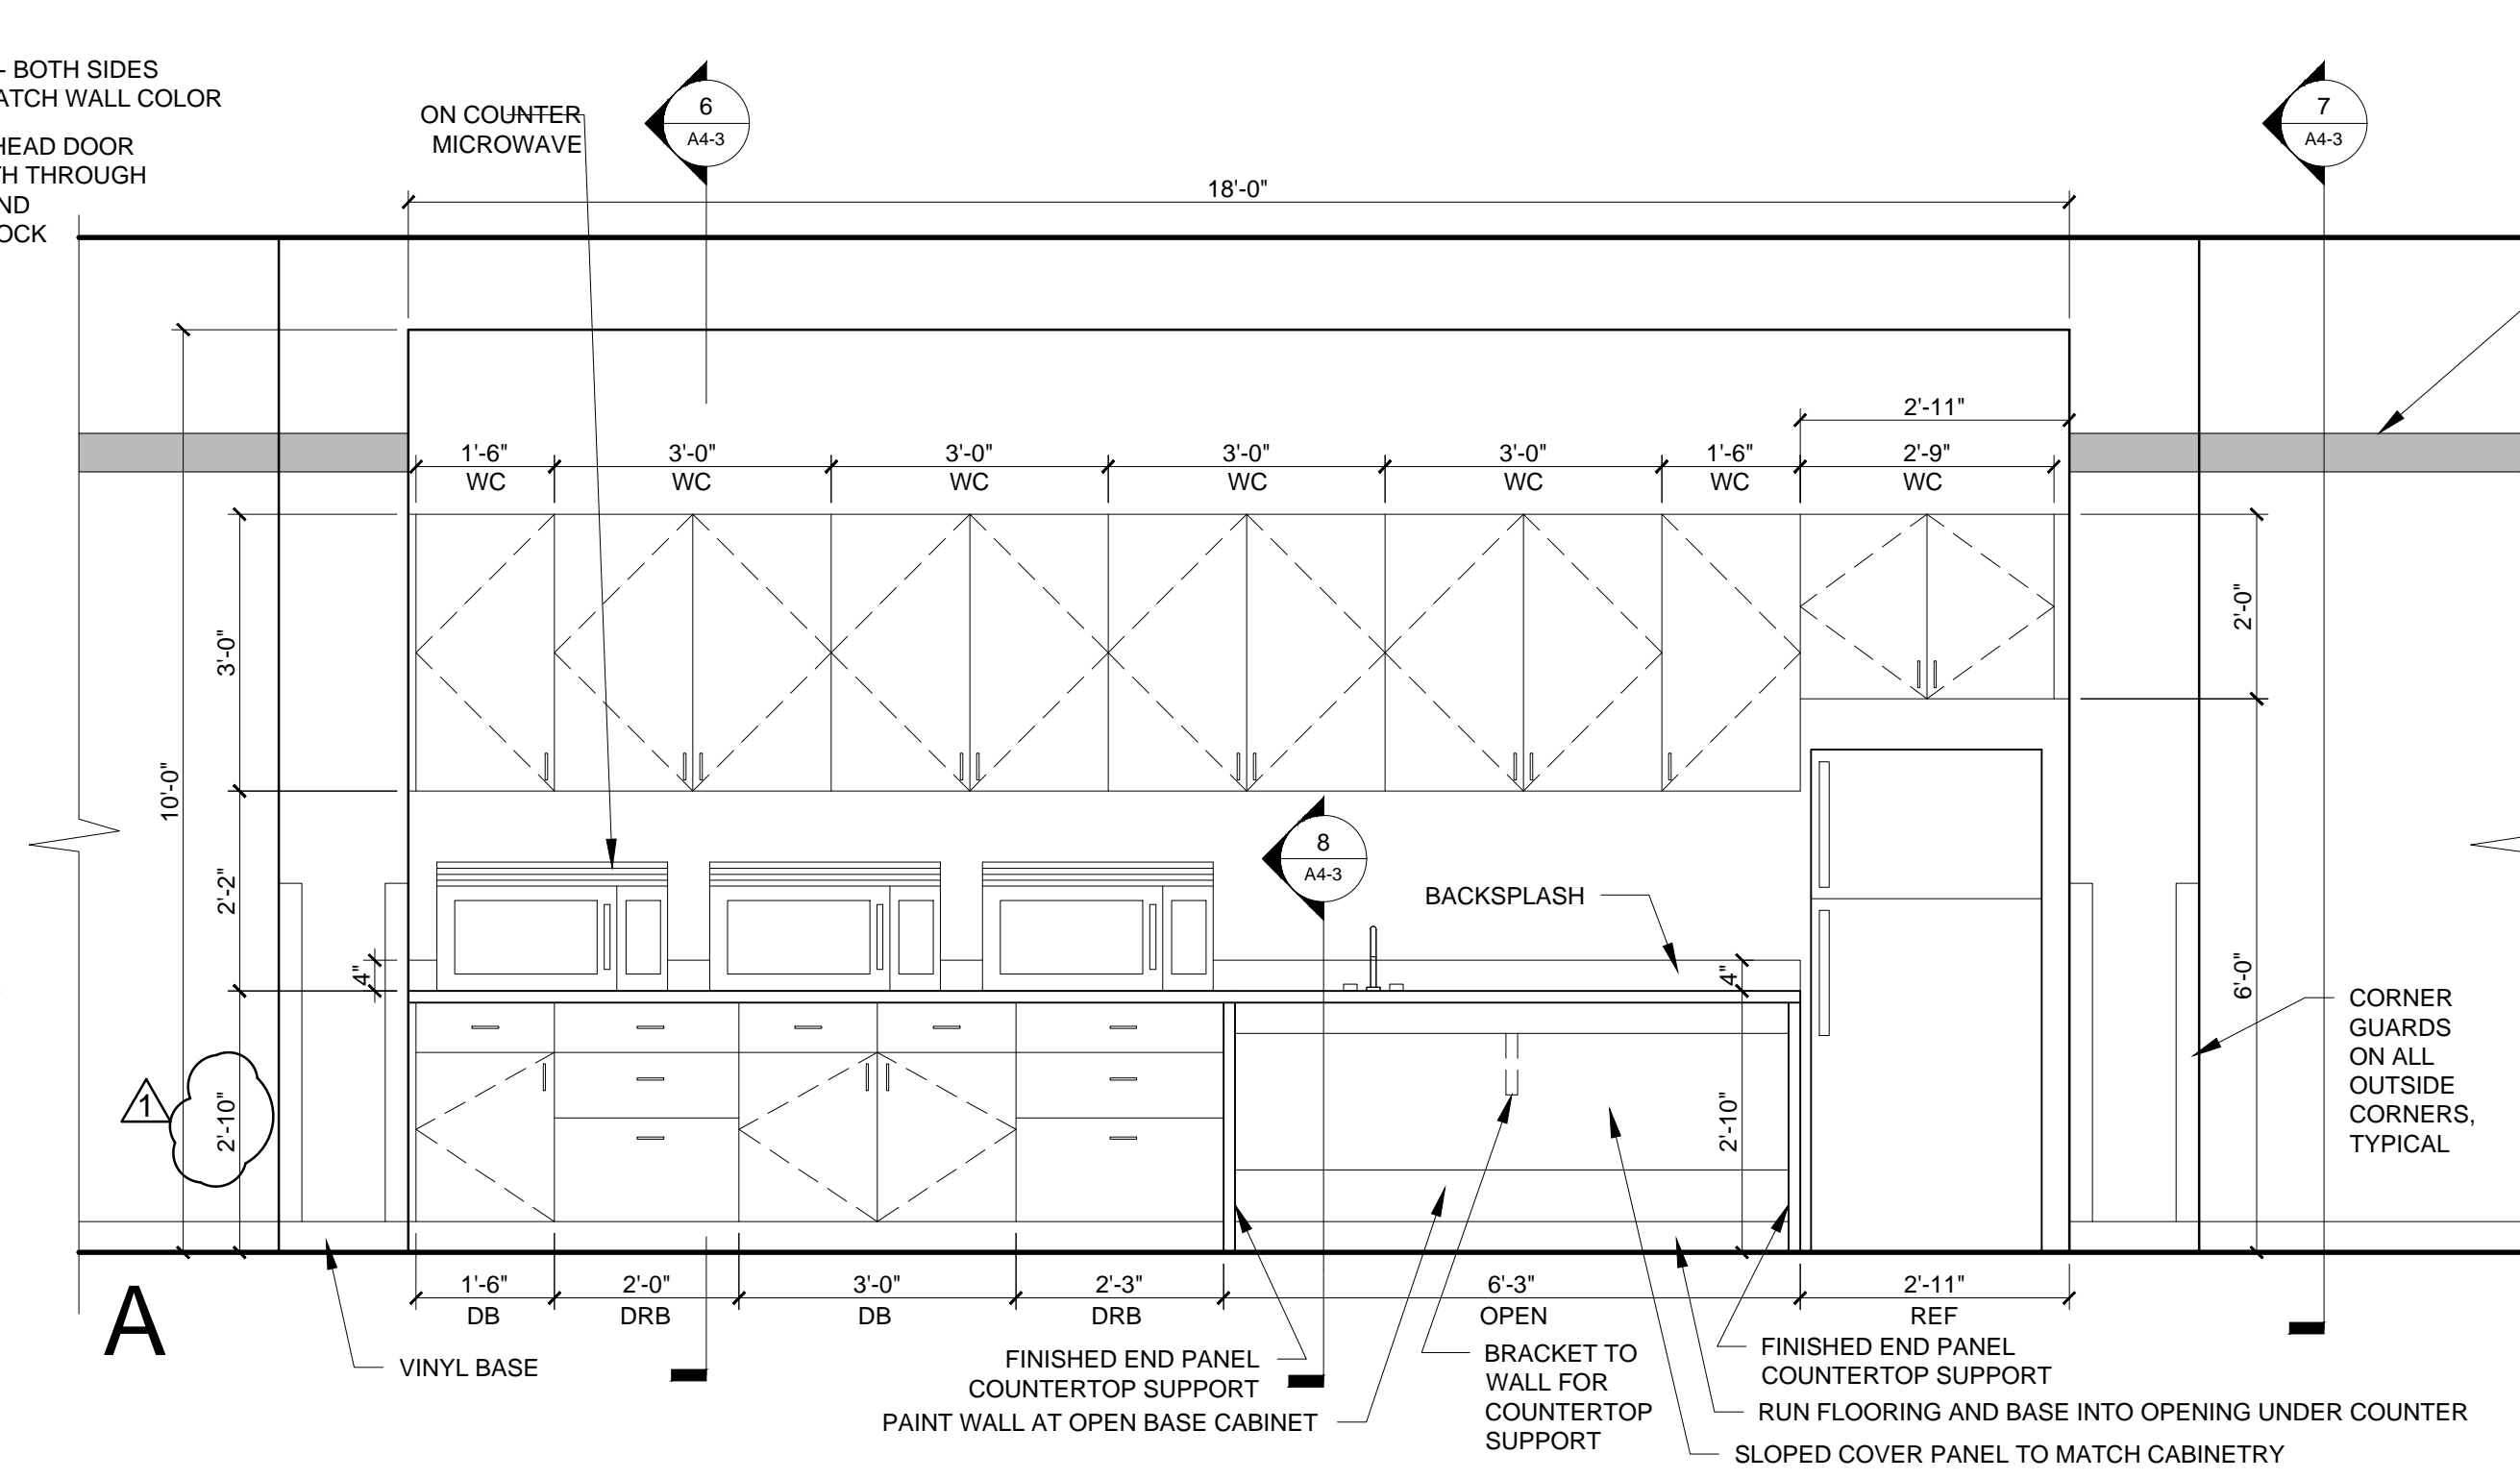 - BOTH SIDES
ATCH WALL COLOR
HEAD DOOR
TH THROUGH
ND
OCK
ON COUNTER
MICROWAVE
6
A4-3
7
A4-3
18'-0"
2'-11"
1'-6"
WC
3'-0"
WC
3'-0"
WC
3'-0"
WC
3'-0"
WC
1'-6"
WC
2'-9"
WC
3'-0"
2'-0"
10'-0"
2'-2"
8
A4-3
BACKSPLASH
4"
4"
6'-0"
CORNER
GUARDS
ON ALL
OUTSIDE
CORNERS,
TYPICAL
1
2'-10"
2'-10"
A
1'-6"
DB
2'-0"
DRB
3'-0"
DB
2'-3"
DRB
6'-3"
OPEN
2'-11"
REF
VINYL BASE
FINISHED END PANEL
COUNTERTOP SUPPORT
PAINT WALL AT OPEN BASE CABINET
BRACKET TO
WALL FOR
COUNTERTOP
SUPPORT
FINISHED END PANEL
COUNTERTOP SUPPORT
RUN FLOORING AND BASE INTO OPENING UNDER COUNTER
SLOPED COVER PANEL TO MATCH CABINETRY